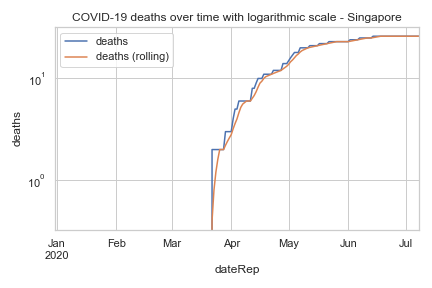 COVID-19 deaths over time with logarithmic scale - Singapore
deaths
deaths (rolling)
10¹
10⁰
deaths
Jan
2020
Feb
Mar
Apr
May
Jun
Jul
dateRep